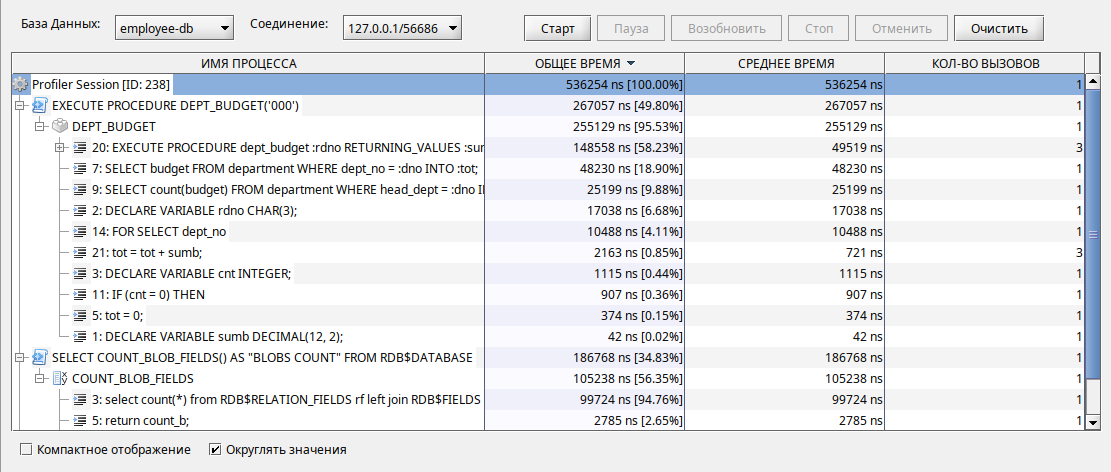 База Данных: employee-db Соединение: 127.0.0.1/56686 Старт Пауза Возобновить Стоп Отменить Очистить
ИМЯ ПРОЦЕССА ОБЩЕЕ ВРЕМЯ СРЕДНЕЕ ВРЕМЯ КОЛ-ВО ВЫЗОВОВ
Profiler Session [ID: 238] 536254 ns [100.00%] 536254 ns 1
EXECUTE PROCEDURE DEPT_BUDGET('000') 267057 ns [49.80%] 267057 ns 1
DEPT_BUDGET 255129 ns [95.53%] 255129 ns 1
20: EXECUTE PROCEDURE dept_budget :rdno RETURNING_VALUES :sum 148558 ns [58.23%] 49519 ns 3
7: SELECT budget FROM department WHERE dept_no = :dno INTO :tot; 48230 ns [18.90%] 48230 ns 1
9: SELECT count(budget) FROM department WHERE head_dept = :dno I 25199 ns [9.88%] 25199 ns 1
2: DECLARE VARIABLE rdno CHAR(3); 17038 ns [6.68%] 17038 ns 1
14: FOR SELECT dept_no 10488 ns [4.11%] 10488 ns 1
21: tot = tot + sumb; 2163 ns [0.85%] 721 ns 3
3: DECLARE VARIABLE cnt INTEGER; 1115 ns [0.44%] 1115 ns 1
11: IF (cnt = 0) THEN 907 ns [0.36%] 907 ns 1
5: tot = 0; 374 ns [0.15%] 374 ns 1
1: DECLARE VARIABLE sumb DECIMAL(12, 2); 42 ns [0.02%] 42 ns 1
SELECT COUNT_BLOB_FIELDS() AS "BLOBS COUNT" FROM RDB$DATABASE 186768 ns [34.83%] 186768 ns 1
COUNT_BLOB_FIELDS 105238 ns [56.35%] 105238 ns 1
3: select count(*) from RDB$RELATION_FIELDS rf left join RDB$FIELDS 99724 ns [94.76%] 99724 ns 1
5: return count_b; 2785 ns [2.65%] 2785 ns 1
Компактное отображение Округлять значения